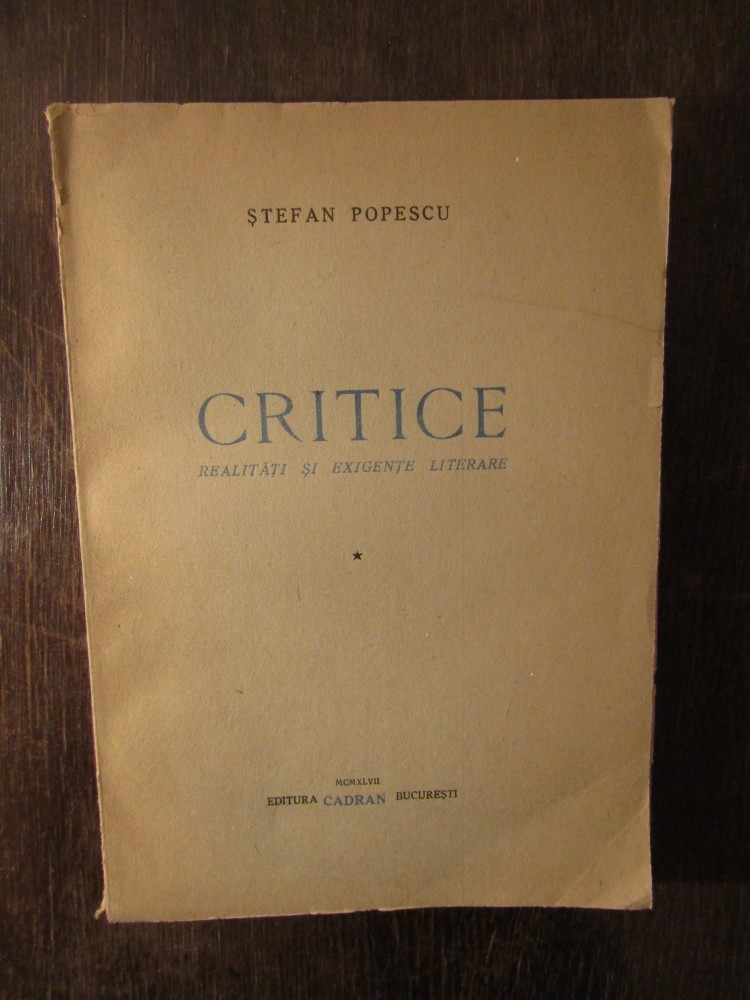 ŞTEFAN POPESCU
CRITICE
REALITĂŢI ŞI EXIGENŢE LITERARE
★
MCMXLVII
EDITURA CADRAN BUCUREŞTI